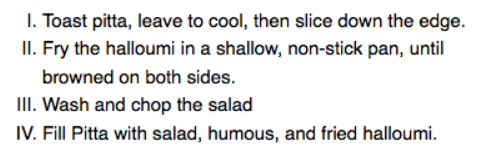 I. Toast pitta, leave to cool, then slice down the edge.
II. Fry the halloumi in a shallow, non-stick pan, until
browned on both sides.
III. Wash and chop the salad
IV. Fill Pitta with salad, humous, and fried halloumi.